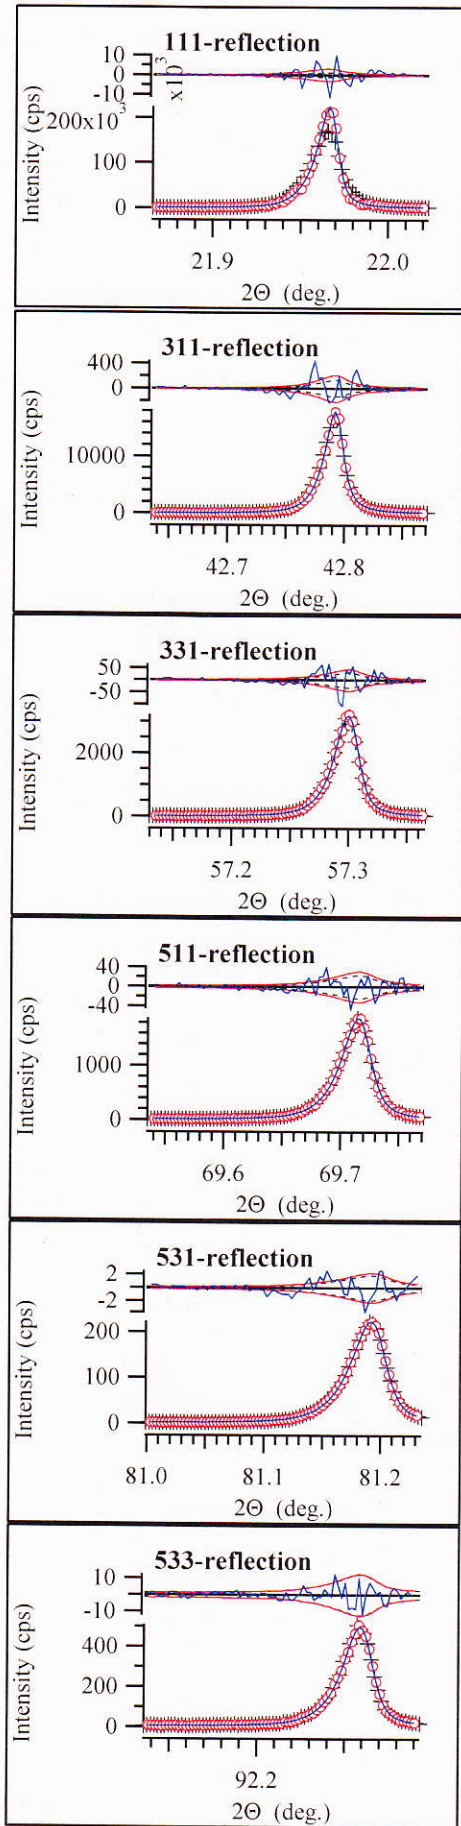 111-reflection
10
0
-10
x10³
200x10³
100
0
Intensity (cps)
21.9 22.0
2Θ (deg.)
311-reflection
400
0
10000
0
Intensity (cps)
42.7 42.8
2Θ (deg.)
331-reflection
50
-50
2000
0
Intensity (cps)
57.2 57.3
2Θ (deg.)
511-reflection
40
0
-40
1000
0
Intensity (cps)
69.6 69.7
2Θ (deg.)
531-reflection
2
-2
200
100
0
Intensity (cps)
81.0 81.1 81.2
2Θ (deg.)
533-reflection
10
-10
400
200
0
Intensity (cps)
92.2
2Θ (deg.)